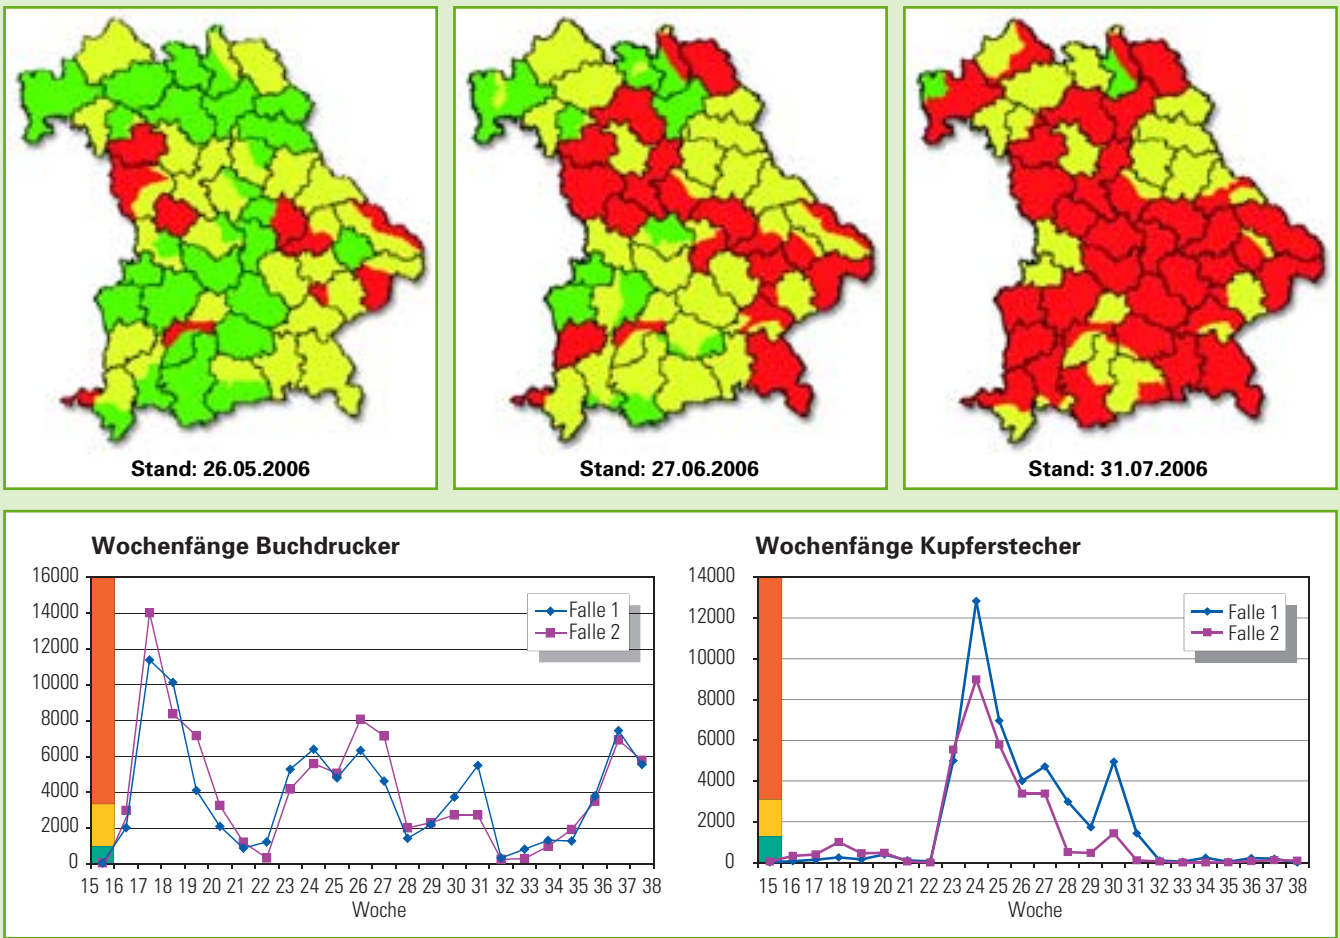 Stand: 26.05.2006
Stand: 27.06.2006
Stand: 31.07.2006
Wochenfänge Buchdrucker
16000
14000
12000
10000
8000
6000
4000
2000
0
Falle 1
Falle 2
15 16 17 18 19 20 21 22 23 24 25 26 27 28 29 30 31 32 33 34 35 36 37 38
Woche
Wochenfänge Kupferstecher
14000
12000
10000
8000
6000
4000
2000
0
Falle 1
Falle 2
15 16 17 18 19 20 21 22 23 24 25 26 27 28 29 30 31 32 33 34 35 36 37 38
Woche